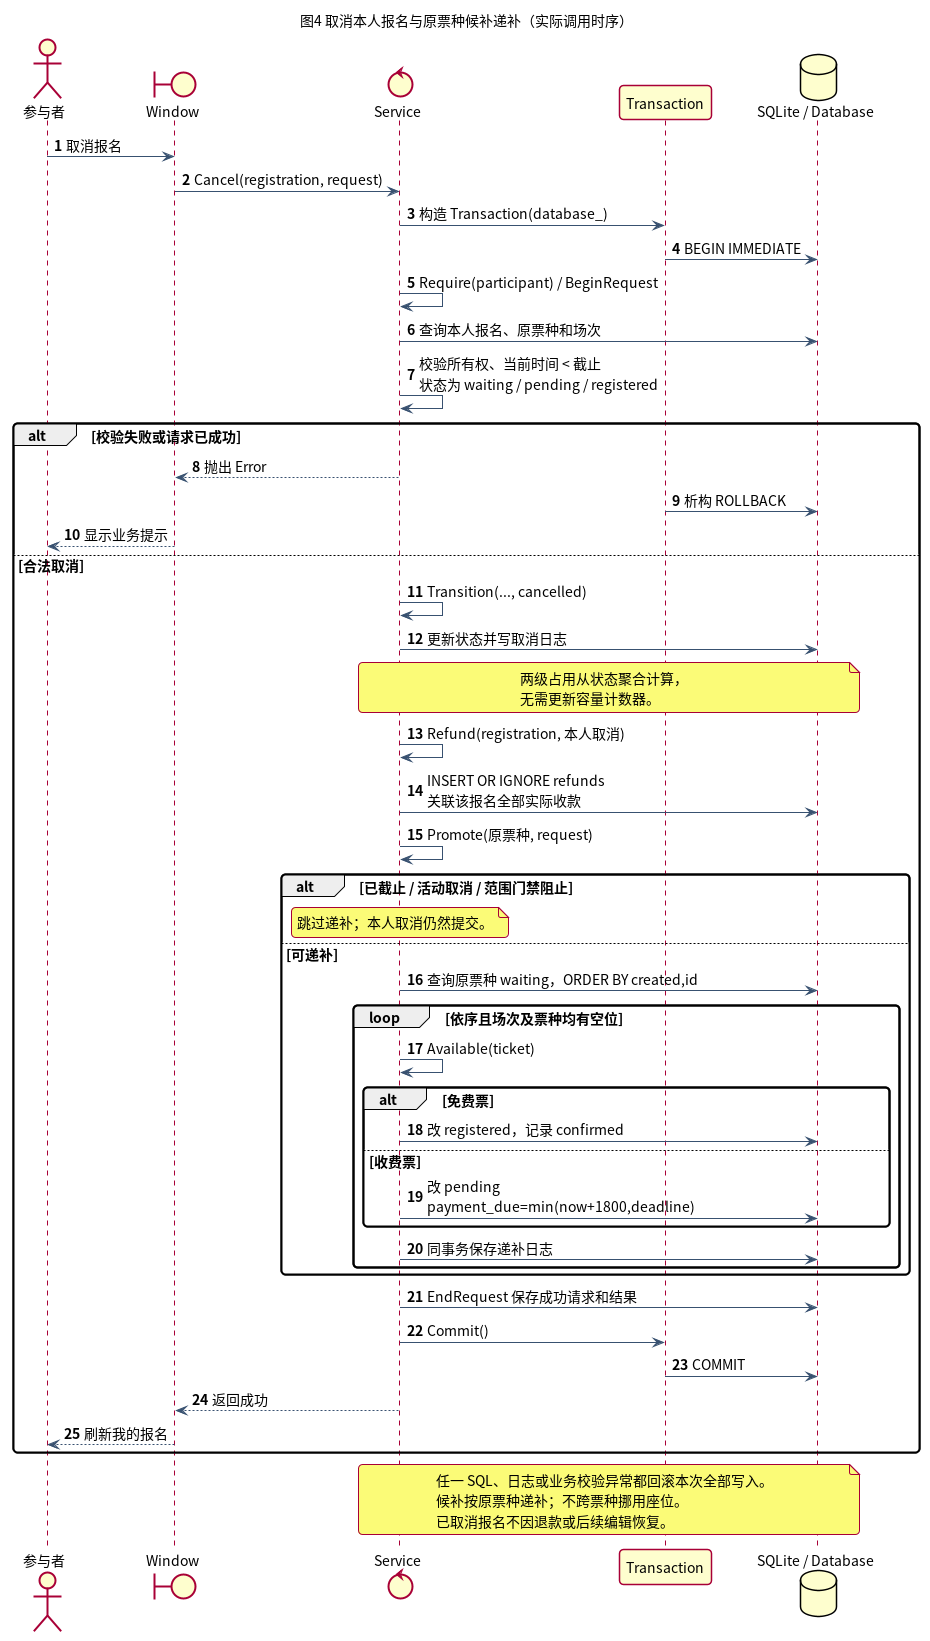 图4 取消本人报名与原票种候补递补（实际调用时序）
参与者
Window
Service
Transaction
SQLite / Database
1 取消报名
2 Cancel(registration, request)
3 构造 Transaction(database_)
4 BEGIN IMMEDIATE
5 Require(participant) / BeginRequest
6 查询本人报名、原票种和场次
7 校验所有权、当前时间 < 截止
状态为 waiting / pending / registered
alt [校验失败或请求已成功]
8 抛出 Error
9 析构 ROLLBACK
10 显示业务提示
[合法取消]
11 Transition(..., cancelled)
12 更新状态并写取消日志
两级占用从状态聚合计算，
无需更新容量计数器。
13 Refund(registration, 本人取消)
14 INSERT OR IGNORE refunds
关联该报名全部实际收款
15 Promote(原票种, request)
alt [已截止 / 活动取消 / 范围门禁阻止]
跳过递补；本人取消仍然提交。
[可递补]
16 查询原票种 waiting，ORDER BY created,id
loop [依序且场次及票种均有空位]
17 Available(ticket)
alt [免费票]
18 改 registered，记录 confirmed
[收费票]
19 改 pending
payment_due=min(now+1800,deadline)
20 同事务保存递补日志
21 EndRequest 保存成功请求和结果
22 Commit()
23 COMMIT
24 返回成功
25 刷新我的报名
任一 SQL、日志或业务校验异常都回滚本次全部写入。
候补按原票种递补；不跨票种挪用座位。
已取消报名不因退款或后续编辑恢复。
参与者
Window
Service
Transaction
SQLite / Database